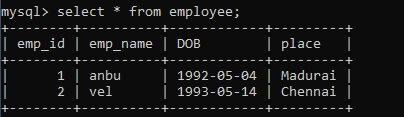 mysql> select * from employee;
+--------+----------+------------+---------+
| emp_id | emp_name | DOB        | place   |
+--------+----------+------------+---------+
|      1 | anbu     | 1992-05-04 | Madurai |
|      2 | vel      | 1993-05-14 | Chennai |
+--------+----------+------------+---------+